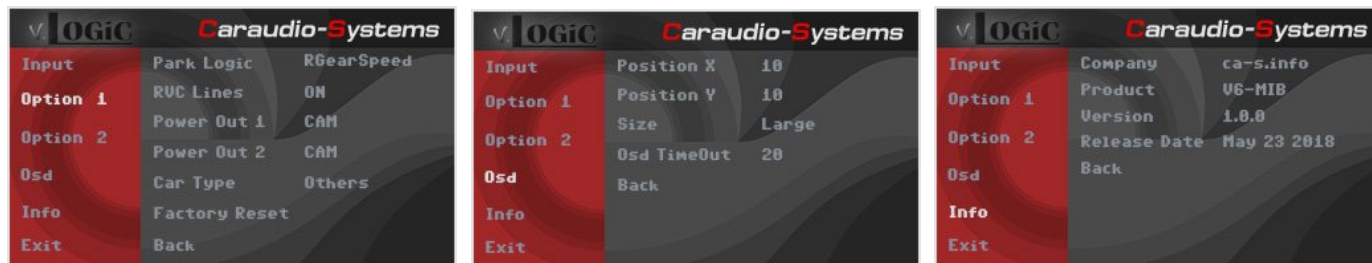 v.LOGiC Caraudio-Systems
Input Park Logic RGearSpeed
Option 1 RVC Lines ON
Power Out 1 CAM
Option 2 Power Out 2 CAM
Osd Car Type Others
Info Factory Reset
Exit Back
v.LOGiC Caraudio-Systems
Input Position X 10
Option 1 Position Y 10
Option 2 Size Large
Osd TimeOut 20
Osd Back
Info
Exit
v.LOGiC Caraudio-Systems
Input Company ca-s.info
Option 1 Product V6-MIB
Version 1.0.0
Option 2 Release Date May 23 2018
Osd Back
Info
Exit